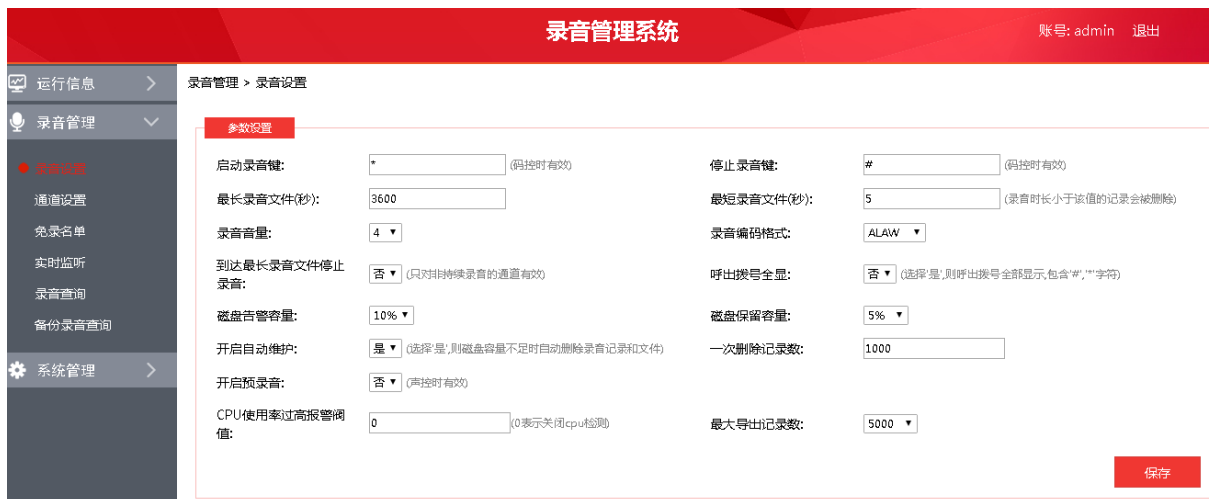 录音管理系统
账号: admin 退出
运行信息
录音管理 > 录音设置
录音管理
参数设置
启动录音键: * (码控时有效) 停止录音键: # (码控时有效)
通道设置
最长录音文件(秒): 3600 最短录音文件(秒): 5 (录音时长小于该值的记录会被删除)
免录名单
录音音量: 4 录音编码格式: ALAW
实时监听
到达最长录音文件停止
录音: 否 (只对非持续录音的通道有效) 呼出拨号全显: 否 (选择'是',则呼出拨号全部显示,包含'#','*'字符)
录音查询
磁盘告警容量: 10% 磁盘保留容量: 5%
备份录音查询
开启自动维护: 是 (选择'是',则磁盘容量不足时自动删除录音记录和文件) 一次删除记录数: 1000
系统管理
开启预录音: 否 (声控时有效)
CPU使用率过高报警阀
值: 0 (0表示关闭cpu检测) 最大导出记录数: 5000
保存